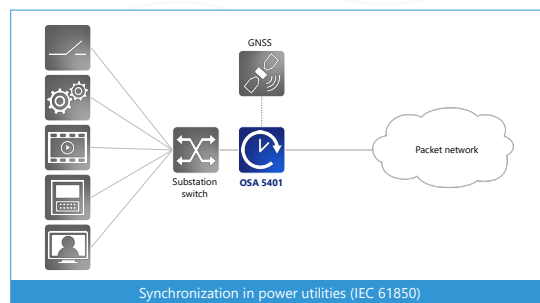 GNSS
Packet network
Substation
switch
OSA 5401
Synchronization in power utilities (IEC 61850)